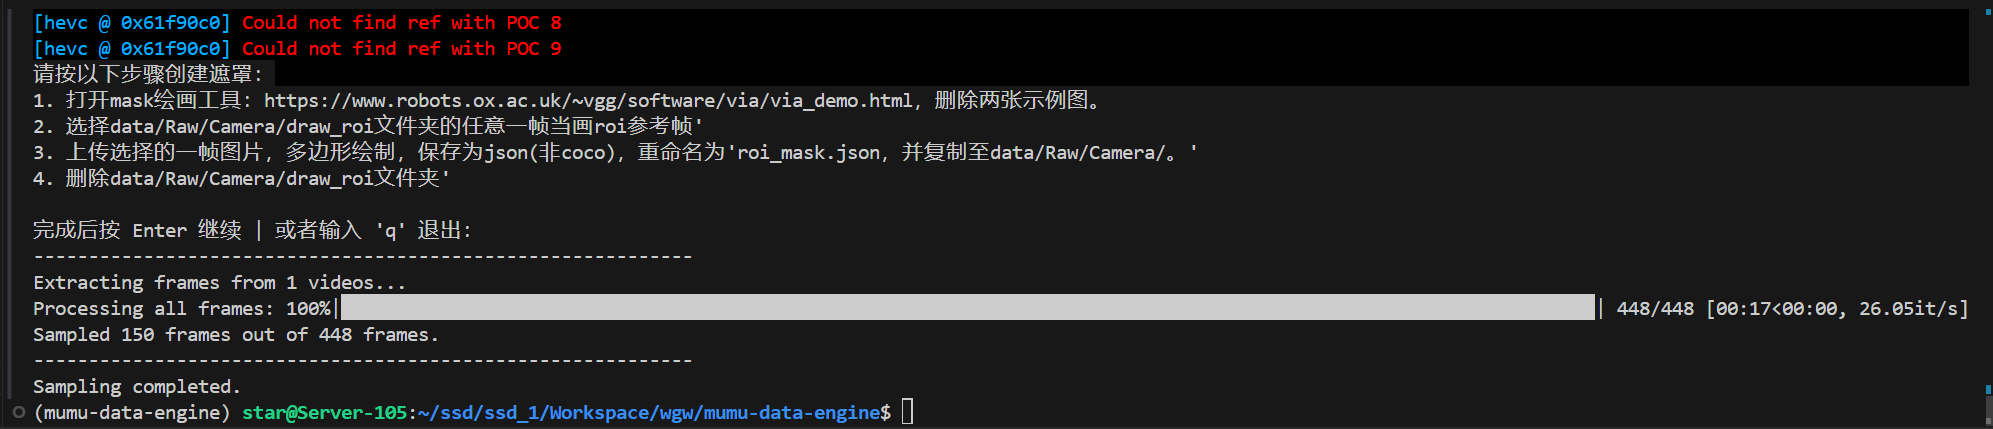 [hevc @ 0x61f90c0] Could not find ref with POC 8
[hevc @ 0x61f90c0] Could not find ref with POC 9
请按以下步骤创建遮罩:
1. 打开mask绘画工具: https://www.robots.ox.ac.uk/~vgg/software/via/via_demo.html, 删除两张示例图。
2. 选择data/Raw/Camera/draw_roi文件夹的任意一帧当画roi参考帧'
3. 上传选择的一帧图片, 多边形绘制, 保存为json(非coco), 重命名为'roi_mask.json, 并复制至data/Raw/Camera/。'
4. 删除data/Raw/Camera/draw_roi文件夹'
完成后按 Enter 继续 | 或者输入 'q' 退出:
------------------------------------------------------------
Extracting frames from 1 videos...
Processing all frames: 100%|██████████| 448/448 [00:17<00:00, 26.05it/s]
Sampled 150 frames out of 448 frames.
------------------------------------------------------------
Sampling completed.
(mumu-data-engine) star@Server-105:~/ssd/ssd_1/Workspace/wgw/mumu-data-engine$